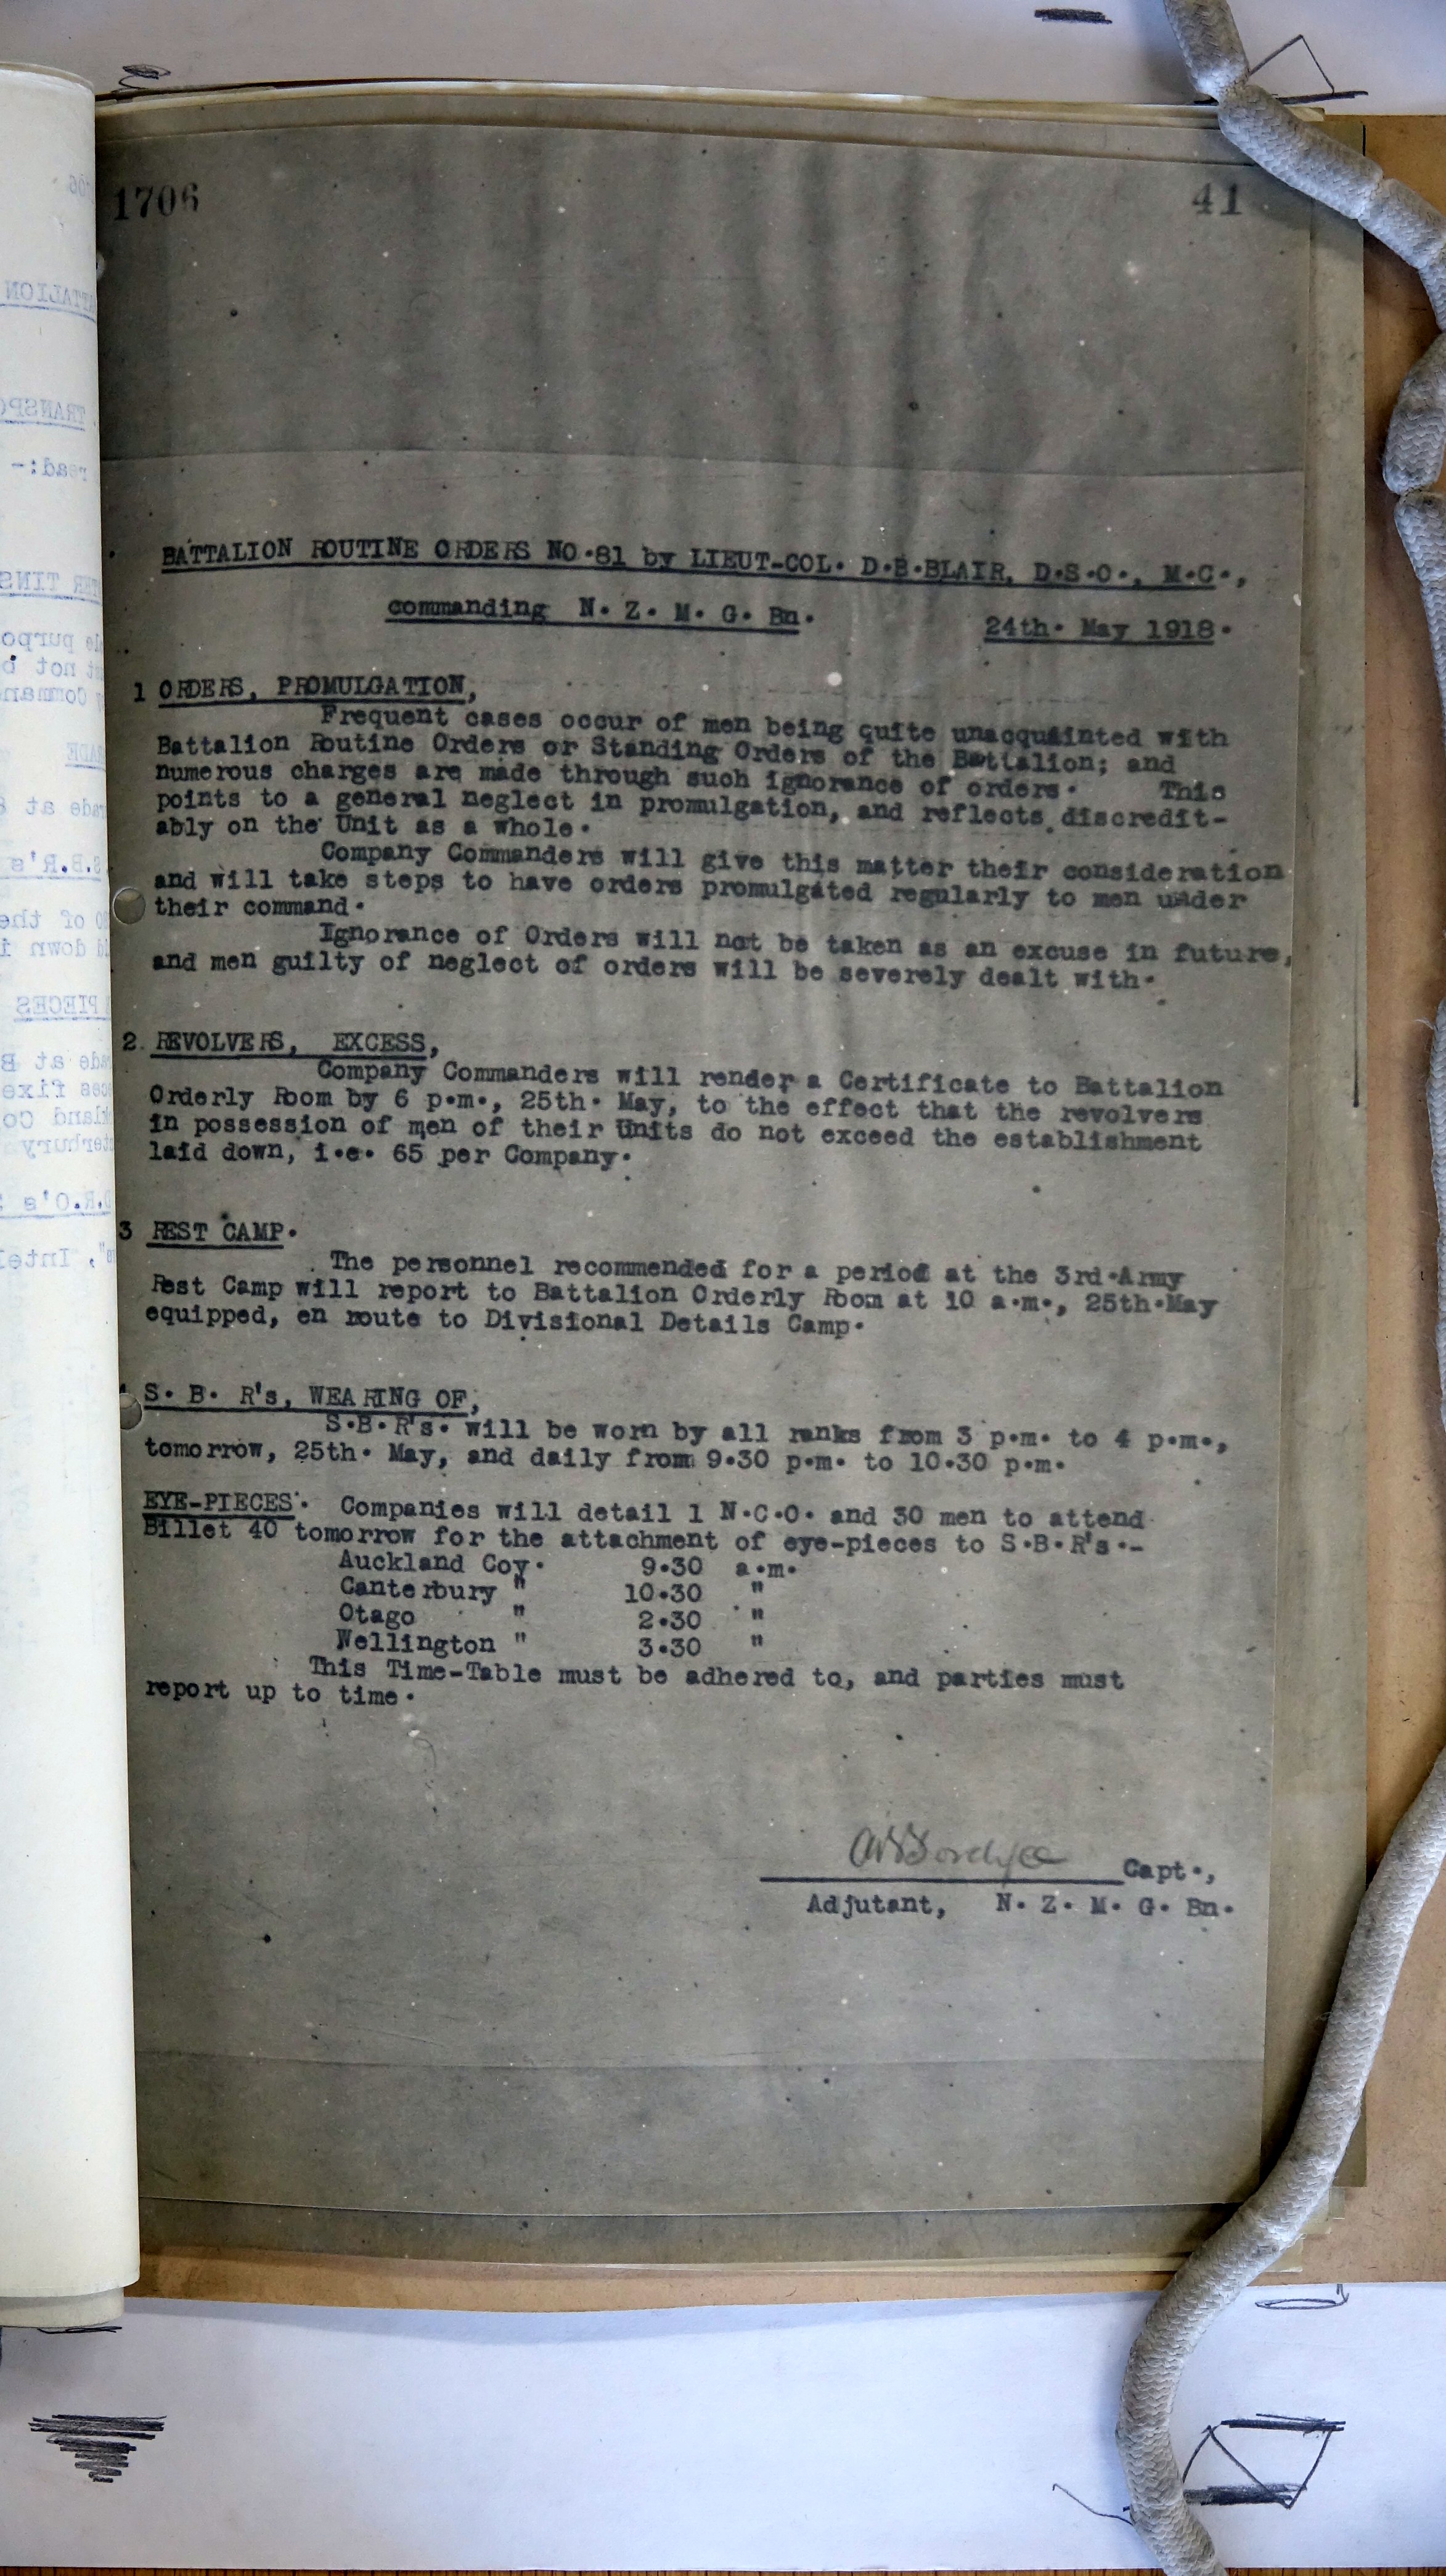 1706 41
BATTALION ROUTINE ORDERS NO.81 by LIEUT-COL. D.B.BLAIR, D.S.O., M.C.,
commanding N. Z. M. G. Bn.
24th. May 1918.
1 ORDERS, PROMULGATION,
Frequent cases occur of men being quite unacquainted with
Battalion Routine Orders or Standing Orders of the Battalion; and
numerous charges are made through such ignorance of orders. This
points to a general neglect in promulgation, and reflects discredit-
ably on the Unit as a whole.
Company Commanders will give this matter their consideration
and will take steps to have orders promulgated regularly to men under
their command.
Ignorance of Orders will not be taken as an excuse in future,
and men guilty of neglect of orders will be severely dealt with.
2 REVOLVERS, EXCESS,
Company Commanders will render a Certificate to Battalion
Orderly Room by 6 p.m., 25th. May, to the effect that the revolvers
in possession of men of their Units do not exceed the establishment
laid down, i.e. 65 per Company.
3 REST CAMP.
The personnel recommended for a period at the 3rd.Army
Rest Camp will report to Battalion Orderly Room at 10 a.m., 25th.May
equipped, en route to Divisional Details Camp.
S. B. R's, WEARING OF,
S.B.R's. will be worn by all ranks from 3 p.m. to 4 p.m.,
tomorrow, 25th. May, and daily from 9.30 p.m. to 10.30 p.m.
EYE-PIECES. Companies will detail 1 N.C.O. and 30 men to attend
Billet 40 tomorrow for the attachment of eye-pieces to S.B.R's.-
Auckland Coy. 9.30 a.m.
Canterbury " 10.30 "
Otago " 2.30 "
Wellington " 3.30 "
This Time-Table must be adhered to, and parties must
report up to time.
Capt.,
Adjutant, N. Z. M. G. Bn.